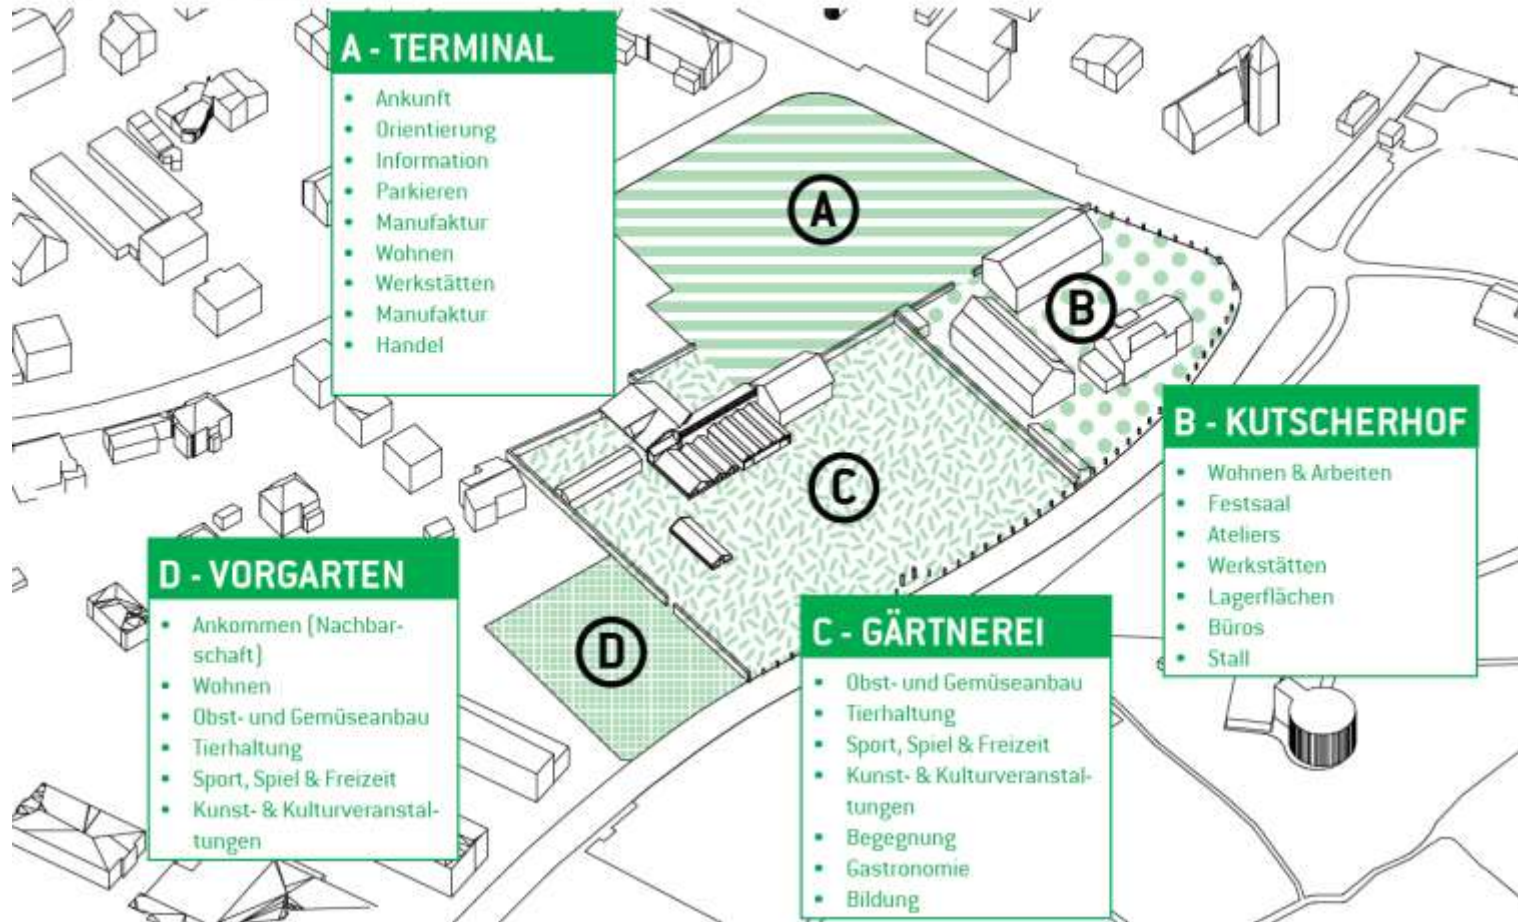 A - TERMINAL
• Ankunft
• Orientierung
• Information
• Parkieren
• Manufaktur
• Wohnen
• Werkstätten
• Manufaktur
• Handel
A
B
C
D
B - KUTSCHERHOF
• Wohnen & Arbeiten
• Festsaal
• Ateliers
• Werkstätten
• Lagerflächen
• Büros
• Stall
D - VORGARTEN
• Ankommen (Nachbar-
schaft)
• Wohnen
• Obst- und Gemüseanbau
• Tierhaltung
• Sport, Spiel & Freizeit
• Kunst- & Kulturveranstal-
tungen
C - GÄRTNEREI
• Obst- und Gemüseanbau
• Tierhaltung
• Sport, Spiel & Freizeit
• Kunst- & Kulturveranstal-
tungen
• Begegnung
• Gastronomie
• Bildung